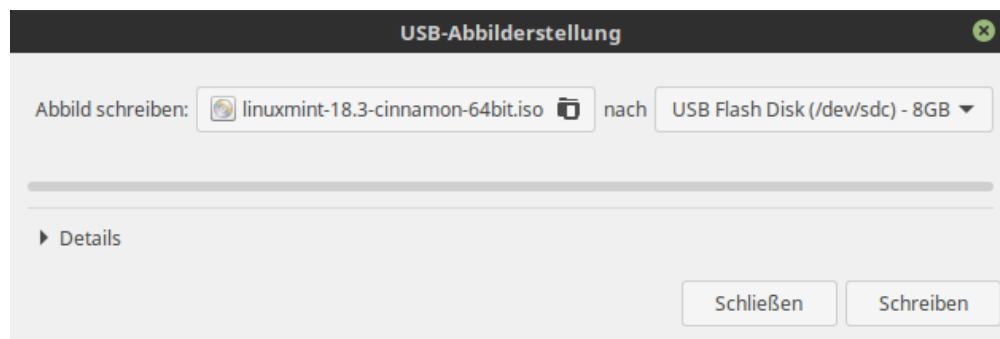 USB-Abbilderstellung
Abbild schreiben: linuxmint-18.3-cinnamon-64bit.iso nach USB Flash Disk (/dev/sdc) - 8GB
Details
Schließen Schreiben